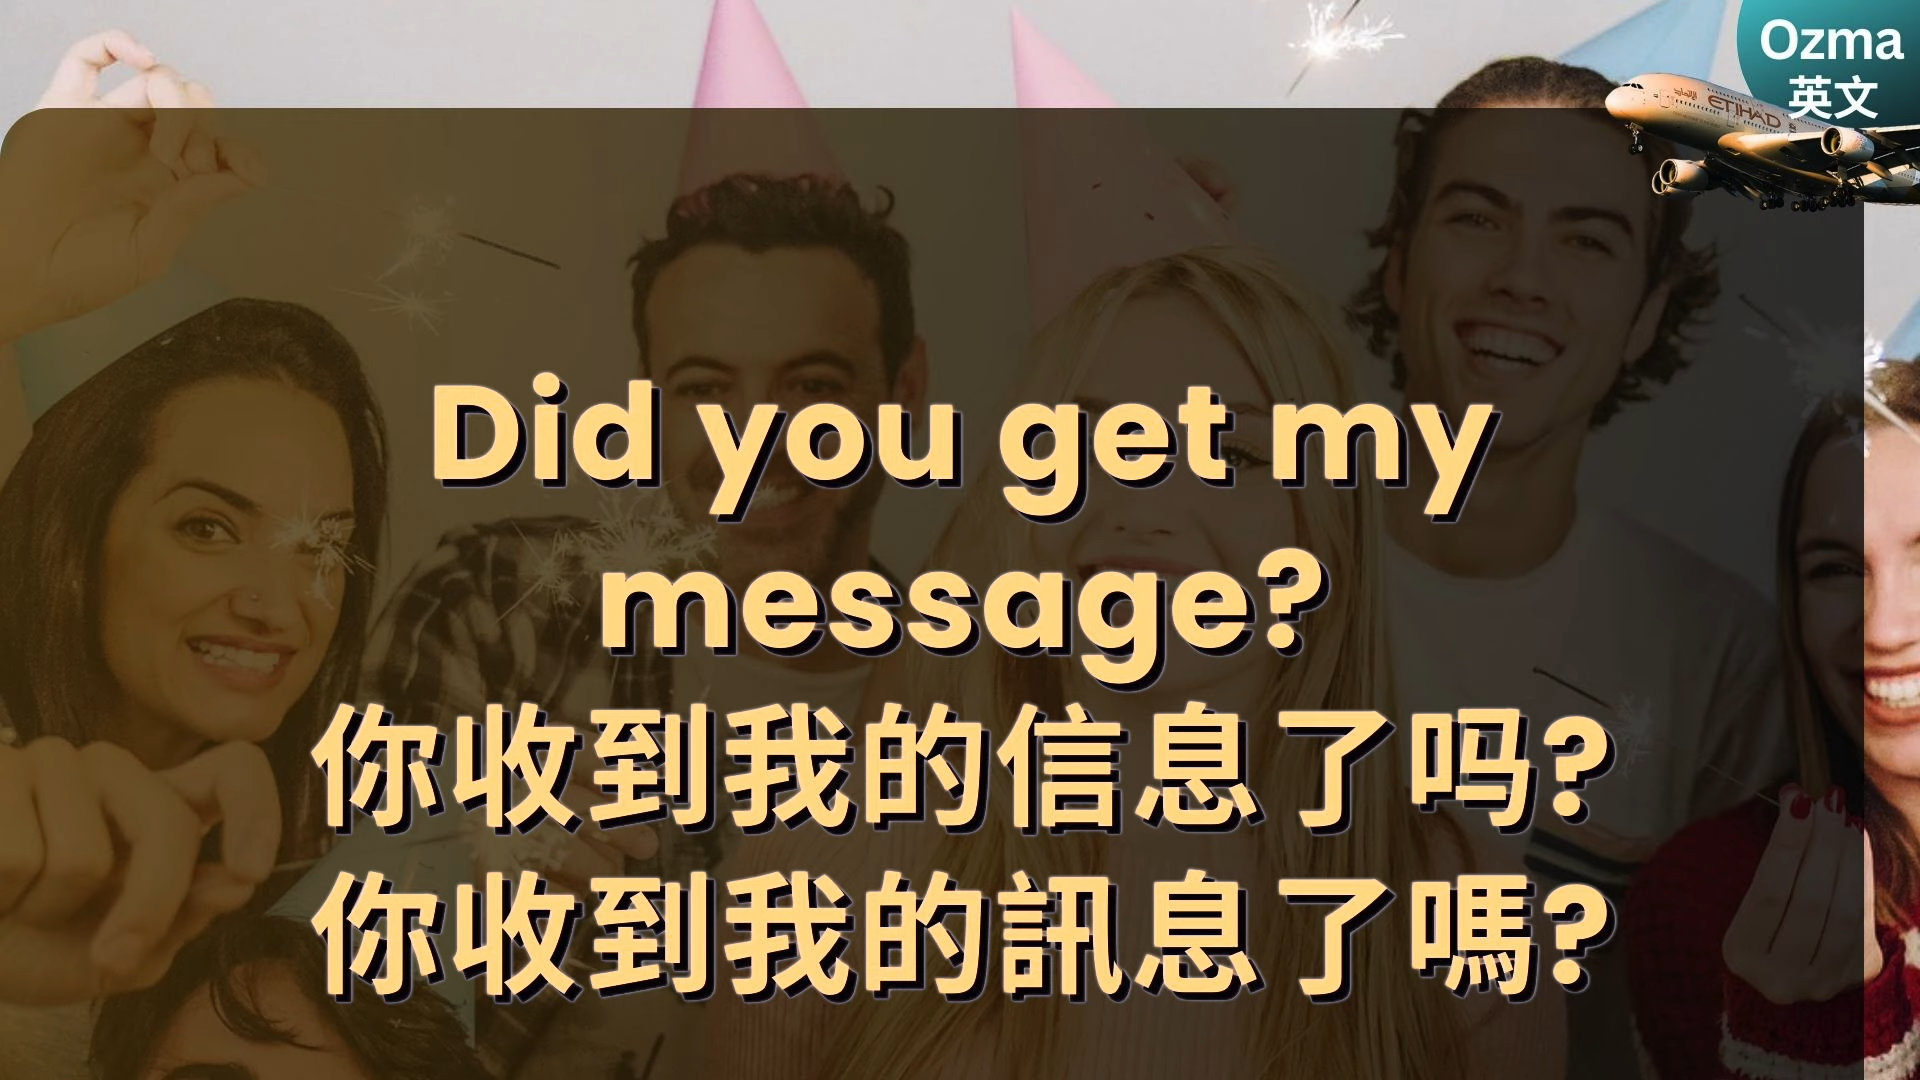 Ozma
英文
ETIHAD
Did you get my
message?
你收到我的信息了吗?
你收到我的訊息了嗎?